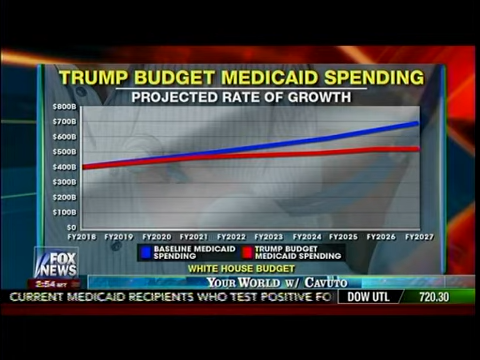 TRUMP BUDGET MEDICAID SPENDING
PROJECTED RATE OF GROWTH
$800B
$700B
$600B
$500B
$400B
$300B
$200B
$100B
$0
FY2018 FY2019 FY2020 FY2021 FY2022 FY2023 FY2024 FY2025 FY2026 FY2027
BASELINE MEDICAID SPENDING
TRUMP BUDGET MEDICAID SPENDING
WHITE HOUSE BUDGET
FOX NEWS
2:54 MT
YOUR WORLD W/ CAVUTO
CURRENT MEDICAID RECIPIENTS WHO TEST POSITIVE FO
DOW UTL 720.30